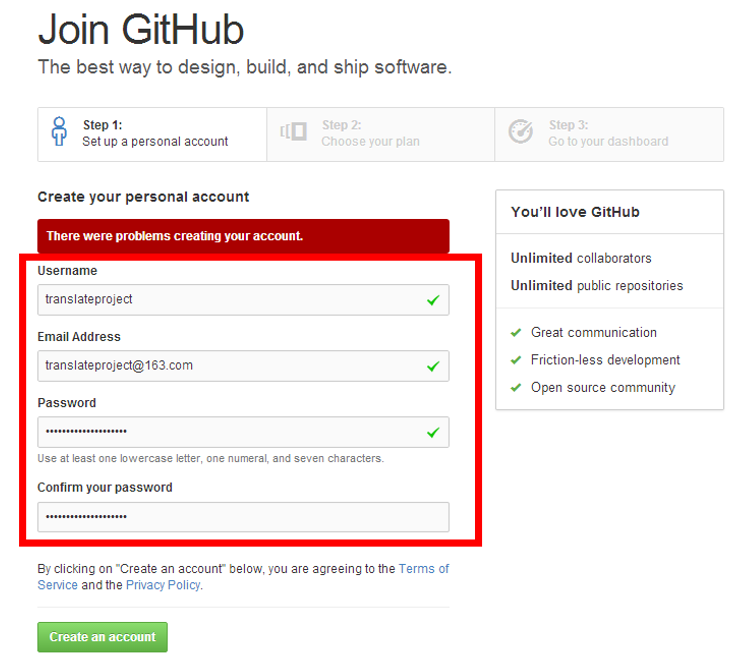 Join GitHub
The best way to design, build, and ship software.
Step 1:
Set up a personal account
Step 2:
Choose your plan
Step 3:
Go to your dashboard
Create your personal account
There were problems creating your account.
Username
translateproject
Email Address
translateproject@163.com
Password
••••••••••••••••••••
Use at least one lowercase letter, one numeral, and seven characters.
Confirm your password
••••••••••••••••••••
By clicking on "Create an account" below, you are agreeing to the Terms of
Service and the Privacy Policy.
Create an account
You'll love GitHub
Unlimited collaborators
Unlimited public repositories
Great communication
Friction-less development
Open source community